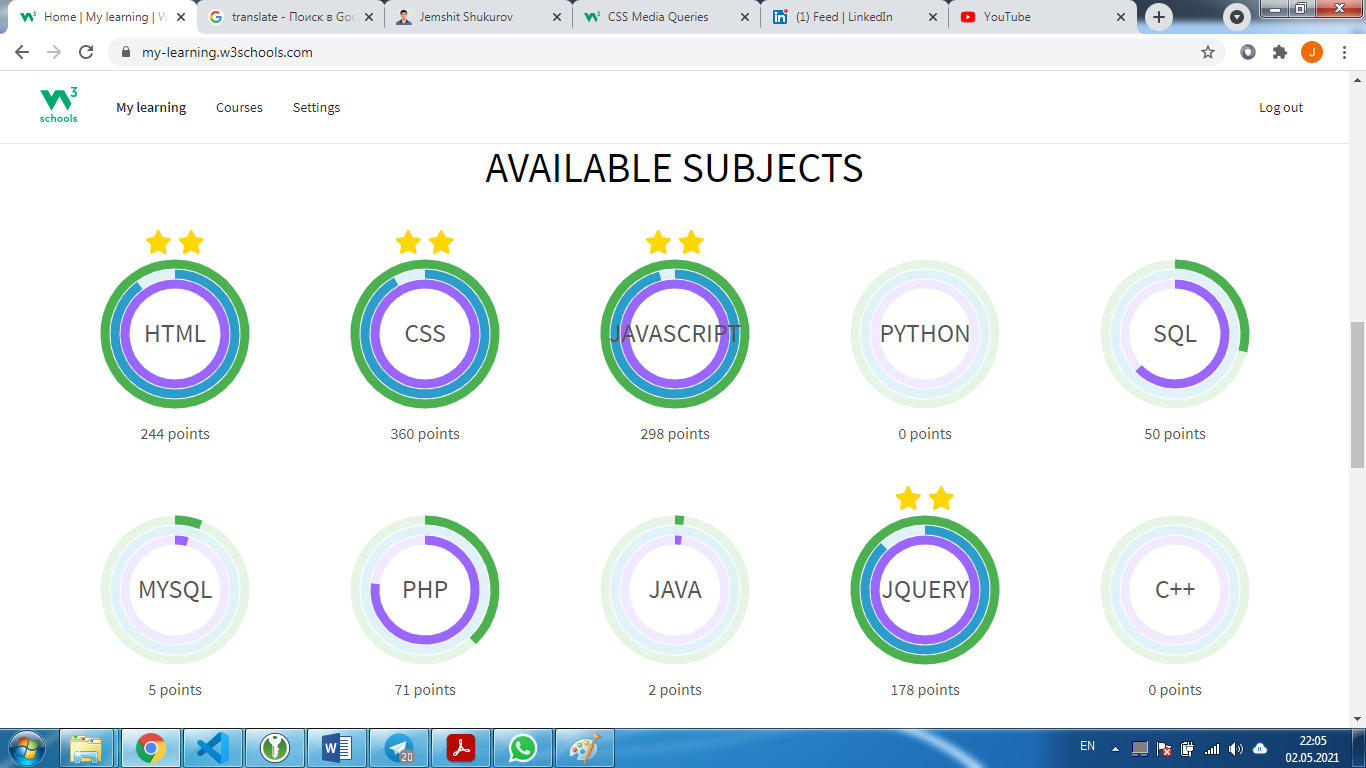 Home | My learning | W
translate - Поиск в Goo
Jemshit Shukurov
CSS Media Queries
(1) Feed | LinkedIn
YouTube
my-learning.w3schools.com
J
3
schools
My learning
Courses
Settings
Log out
AVAILABLE SUBJECTS
HTML
CSS
JAVASCRIPT
PYTHON
SQL
244 points
360 points
298 points
0 points
50 points
MYSQL
PHP
JAVA
JQUERY
C++
5 points
71 points
2 points
178 points
0 points
20
EN
22:05
02.05.2021